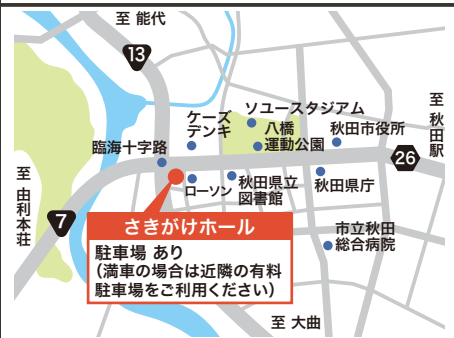 至 能代
13
ケーズ
デンキ
ソユースタジアム
八橋
運動公園
秋田市役所
至 秋田駅
臨海十字路
26
至 由利本荘
7
ローソン
秋田県立
図書館
秋田県庁
さきがけホール
駐車場 あり
(満車の場合は近隣の有料
駐車場をご利用ください)
市立秋田
総合病院
至 大曲